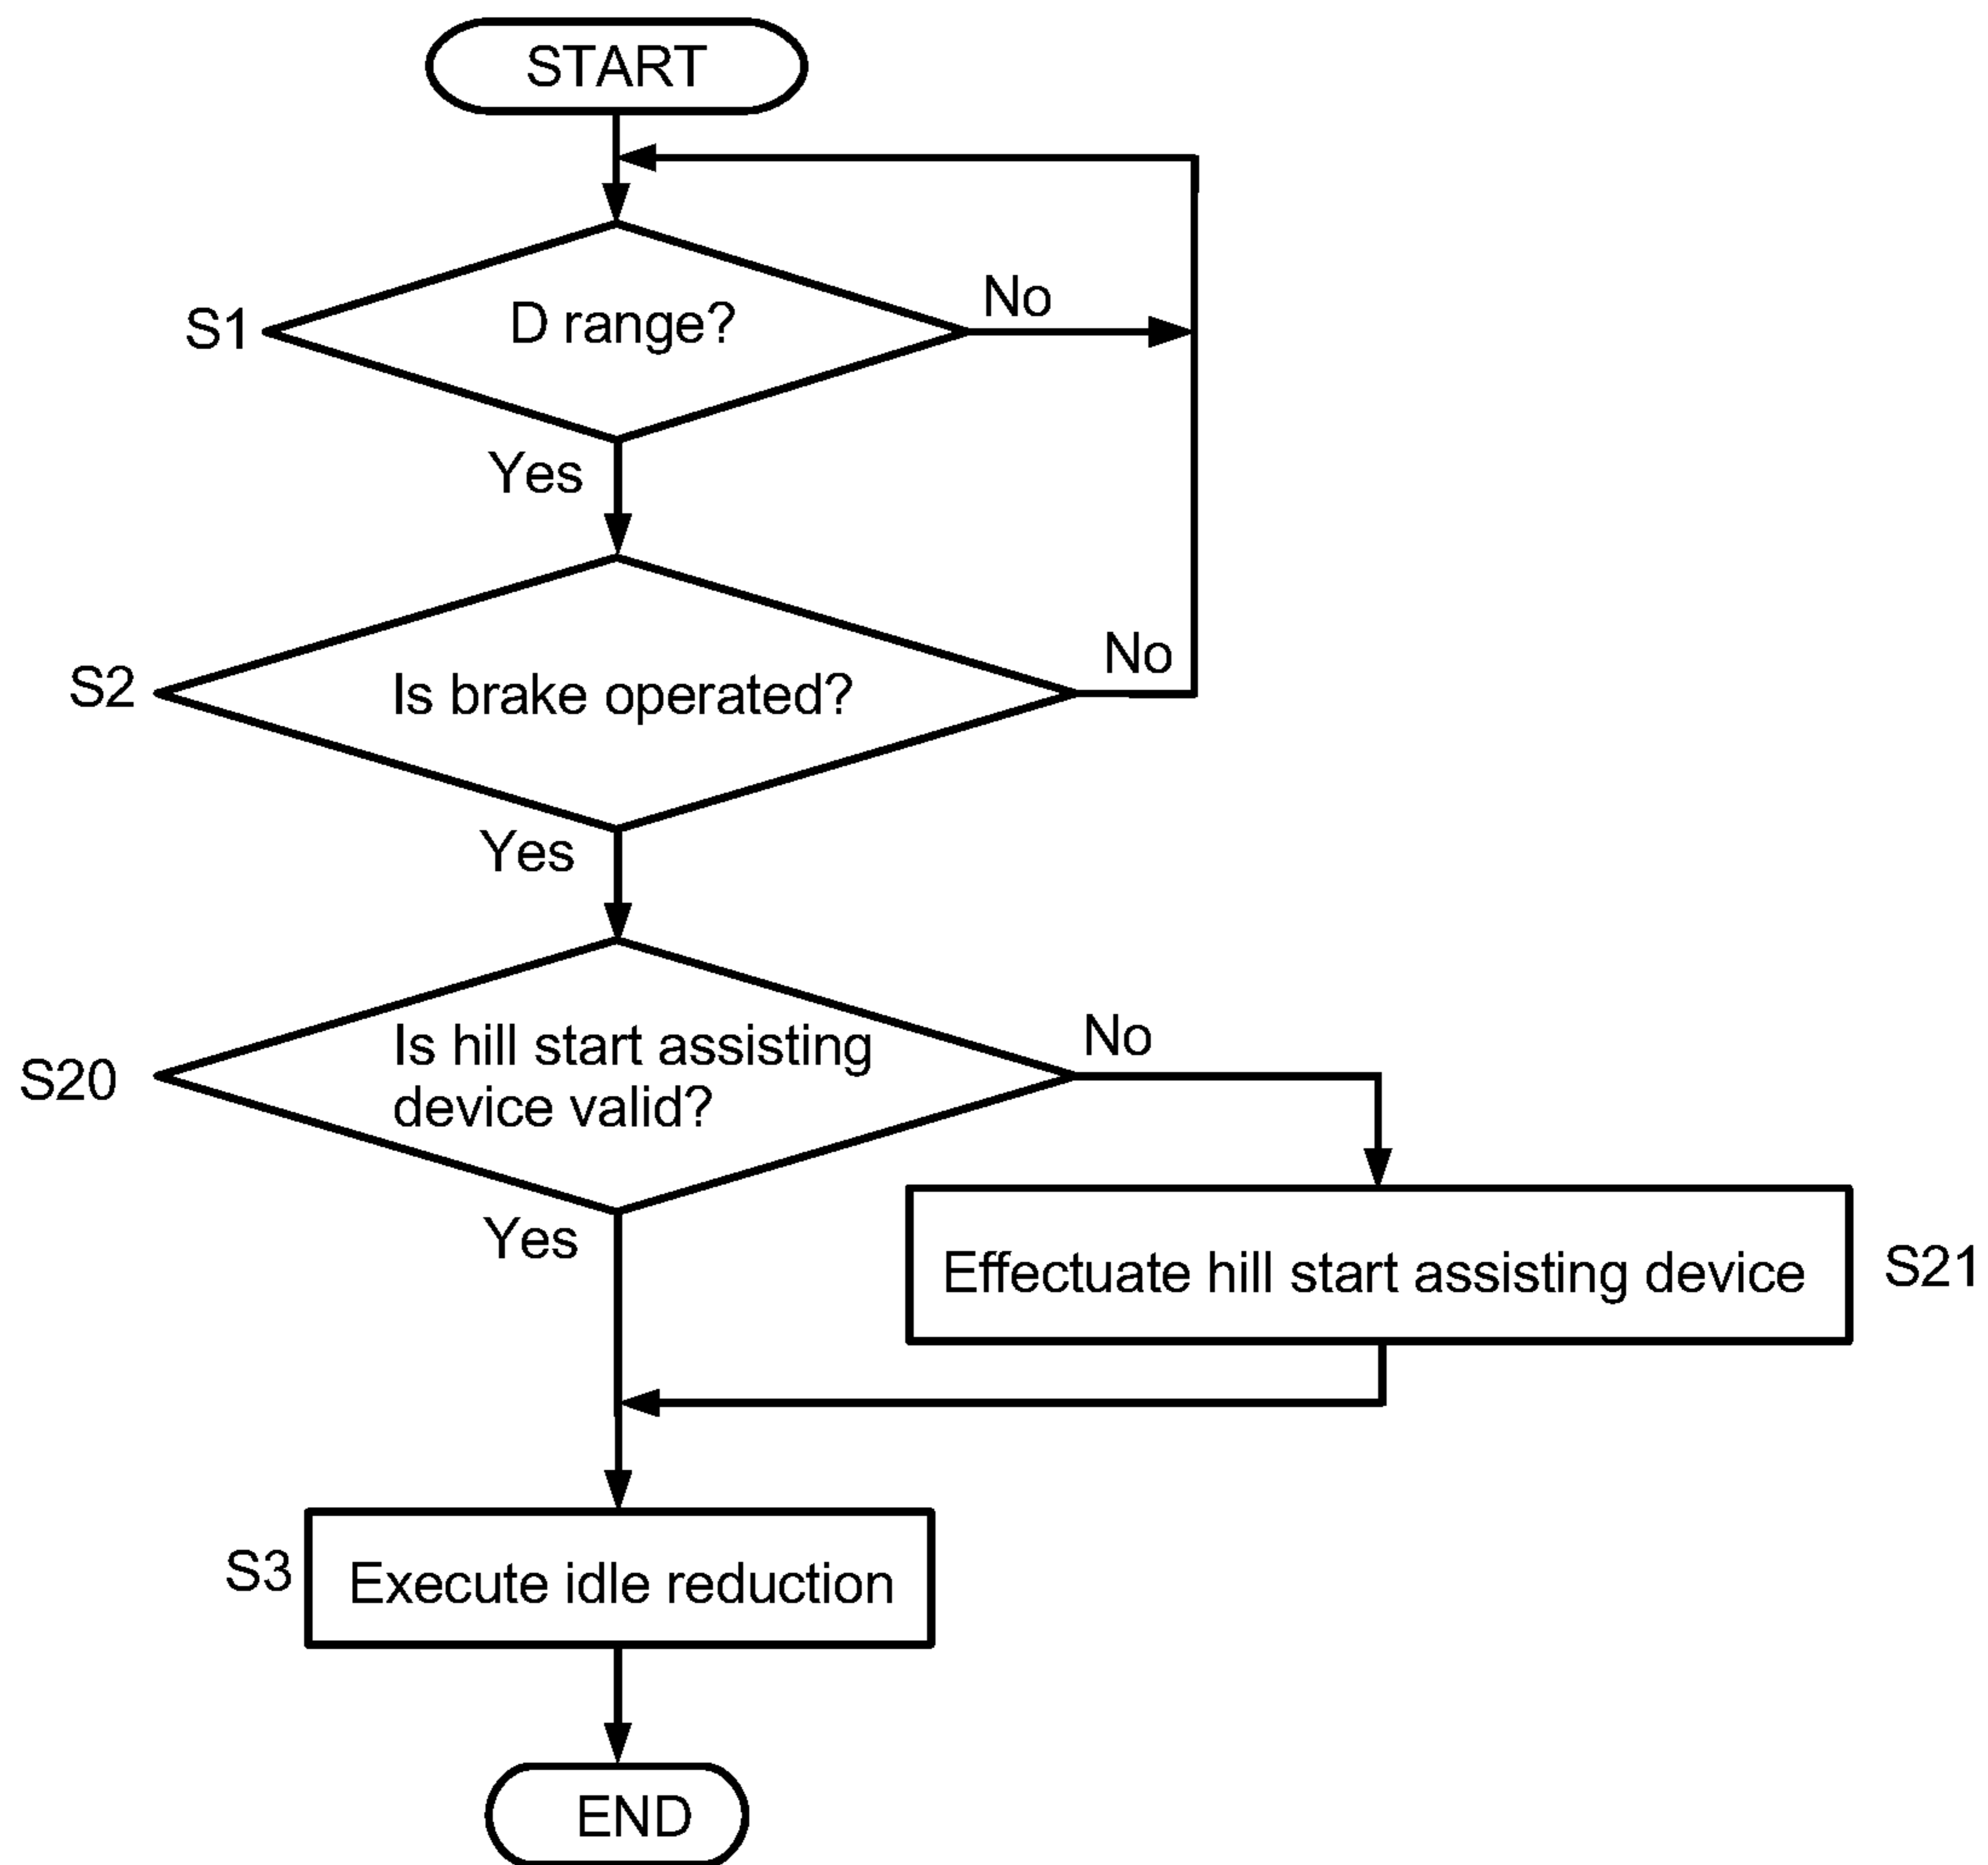 START
S1
D range?
No
Yes
S2
Is brake operated?
No
Yes
S20
Is hill start assisting
device valid?
No
Yes
Effectuate hill start assisting device
S21
S3
Execute idle reduction
END